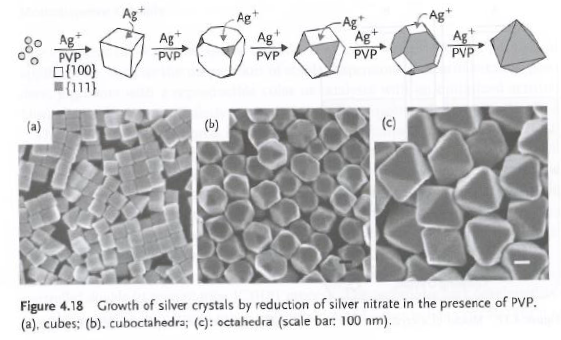 Ag+ Ag+ Ag+ Ag+
Ag+ Ag+ Ag+ Ag+ Ag+
PVP PVP PVP PVP PVP
{100}
{111}
(a) (b) (c)
Figure 4.18 Growth of silver crystals by reduction of silver nitrate in the presence of PVP.
(a), cubes; (b), cuboctahedra; (c): octahedra (scale bar: 100 nm).